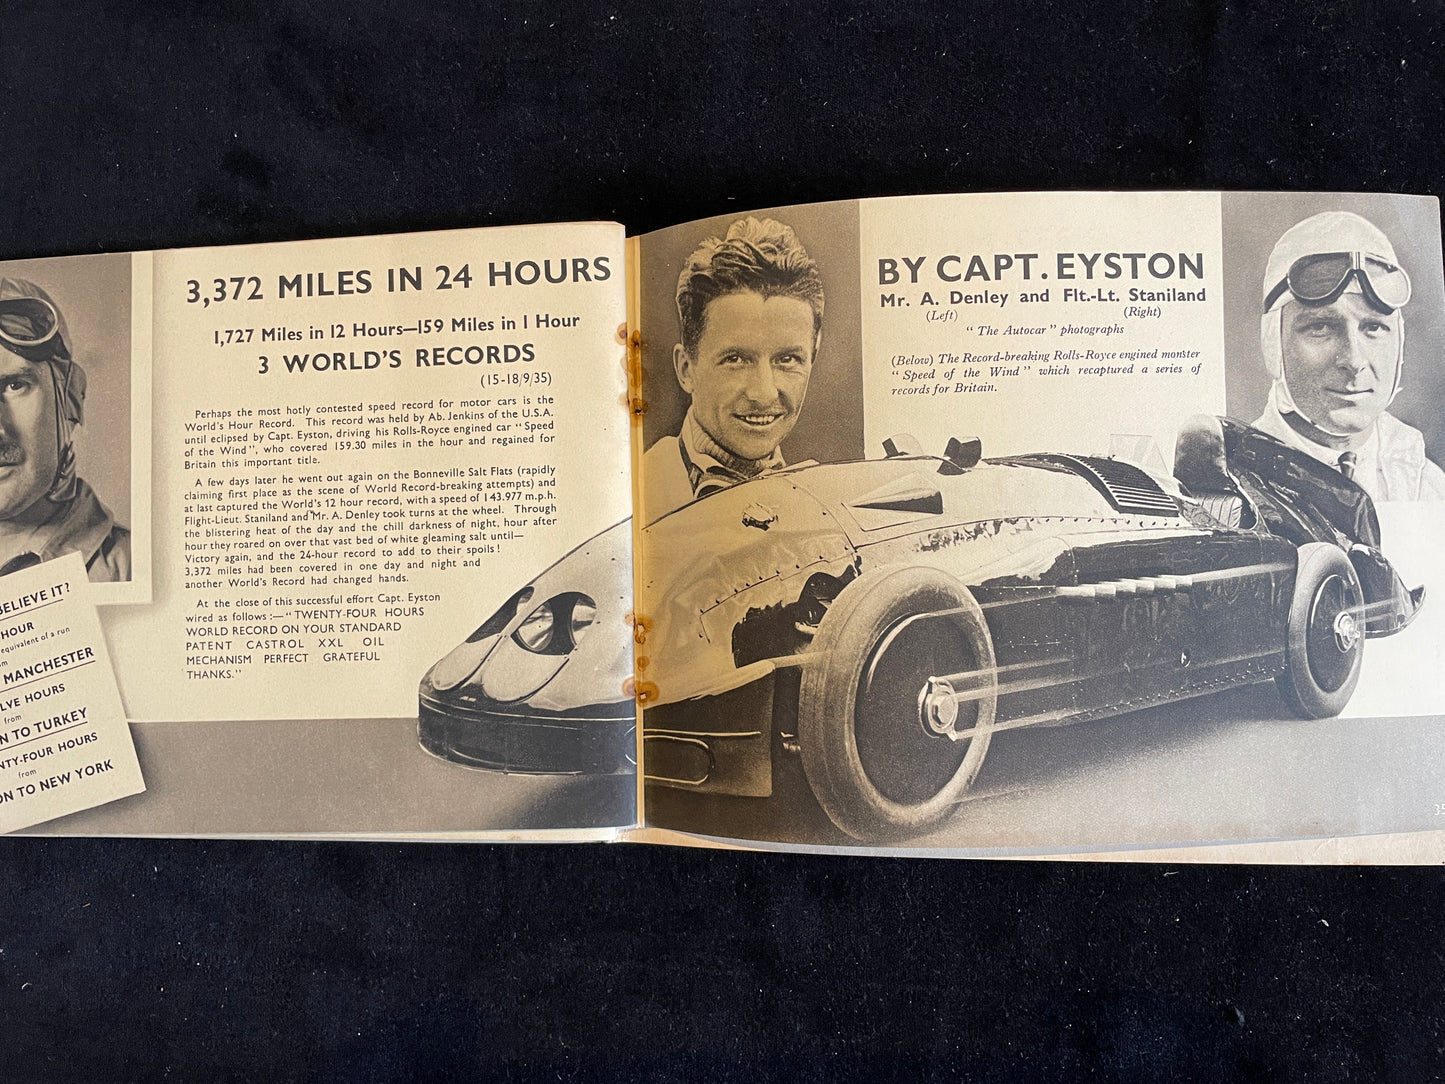 3,372 MILES IN 24 HOURS
1,727 Miles in 12 Hours—159 Miles in 1 Hour
3 WORLD'S RECORDS
(15-18/9/35)
Perhaps the most hotly contested speed record for motor cars is the
World's Hour Record. This record was held by Ab. Jenkins of the U.S.A.
until eclipsed by Capt. Eyston, driving his Rolls-Royce engined car "Speed
of the Wind", who covered 159.30 miles in the hour and regained for
Britain this important title.
A few days later he went out again on the Bonneville Salt Flats (rapidly
claiming first place as the scene of World Record-breaking attempts) and
at last captured the World's 12 hour record, with a speed of 143.977 m.p.h.
Flight-Lieut. Staniland and Mr. A. Denley took turns at the wheel. Through
the blistering heat of the day and the chill darkness of night, hour after
hour they roared on over that vast bed of white gleaming salt until—
Victory again, and the 24-hour record to add to their spoils!
3,372 miles had been covered in one day and night and
another World's Record had changed hands.
At the close of this successful effort Capt. Eyston
wired as follows:—"TWENTY-FOUR HOURS
WORLD RECORD ON YOUR STANDARD
PATENT CASTROL XXL OIL
MECHANISM PERFECT GRATEFUL
THANKS."
BELIEVE IT?
HOUR
equivalent of a run
MANCHESTER
LVE HOURS
from
N TO TURKEY
NTY-FOUR HOURS
from
ON TO NEW YORK
BY CAPT. EYSTON
Mr. A. Denley and Flt.-Lt. Staniland
(Left) (Right)
"The Autocar" photographs
(Below) The Record-breaking Rolls-Royce engined monster
"Speed of the Wind" which recaptured a series of
records for Britain.